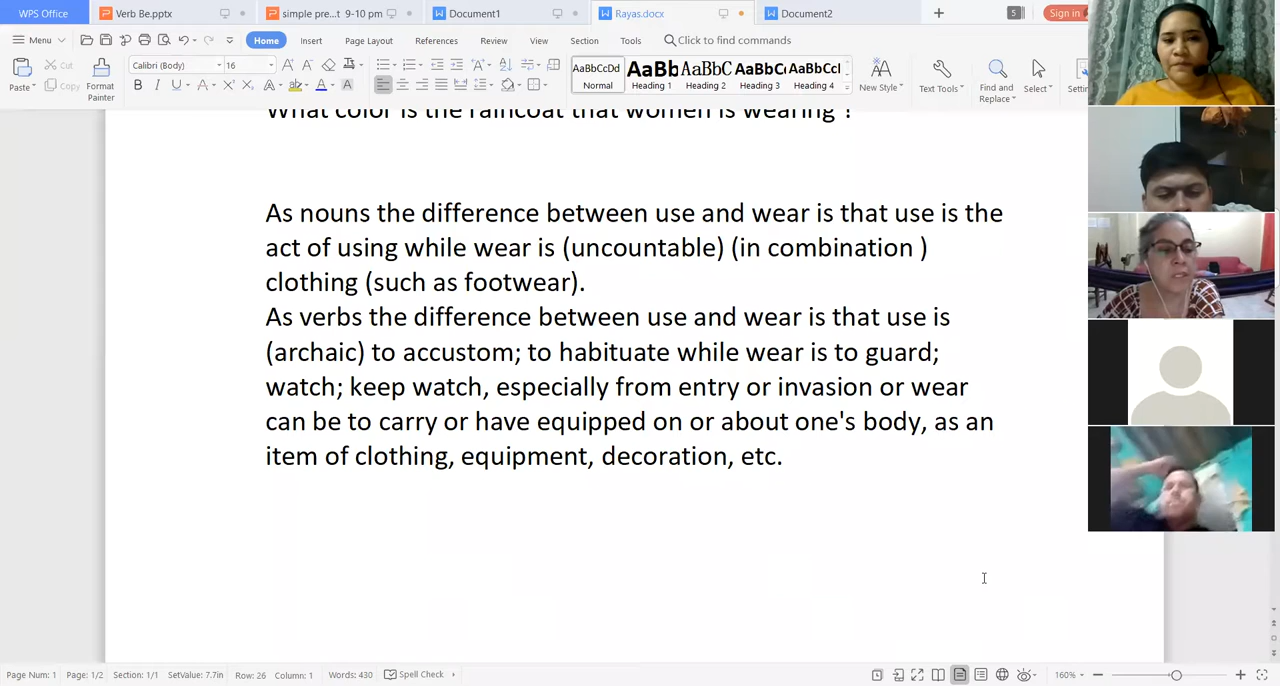 WPS Office Verb Be.pptx simple pre...t 9-10 pm Document1 Rayas.docx Document2 + 5 Sign in
Menu Home Insert Page Layout References Review View Section Tools Click to find commands
Paste Cut Copy Format Painter Calibri (Body) 16 AaBbCcDd Normal AaBb Heading 1 AaBbC Heading 2 AaBbC Heading 3 AaBbCcl Heading 4 New Style Text Tools Find and Replace Select
What color is the raincoat that women is wearing ?
As nouns the difference between use and wear is that use is the
act of using while wear is (uncountable) (in combination )
clothing (such as footwear).
As verbs the difference between use and wear is that use is
(archaic) to accustom; to habituate while wear is to guard;
watch; keep watch, especially from entry or invasion or wear
can be to carry or have equipped on or about one's body, as an
item of clothing, equipment, decoration, etc.
Page Num: 1 Page: 1/2 Section: 1/1 SetValue: 7.7in Row: 26 Column: 1 Words: 430 Spell Check 160%